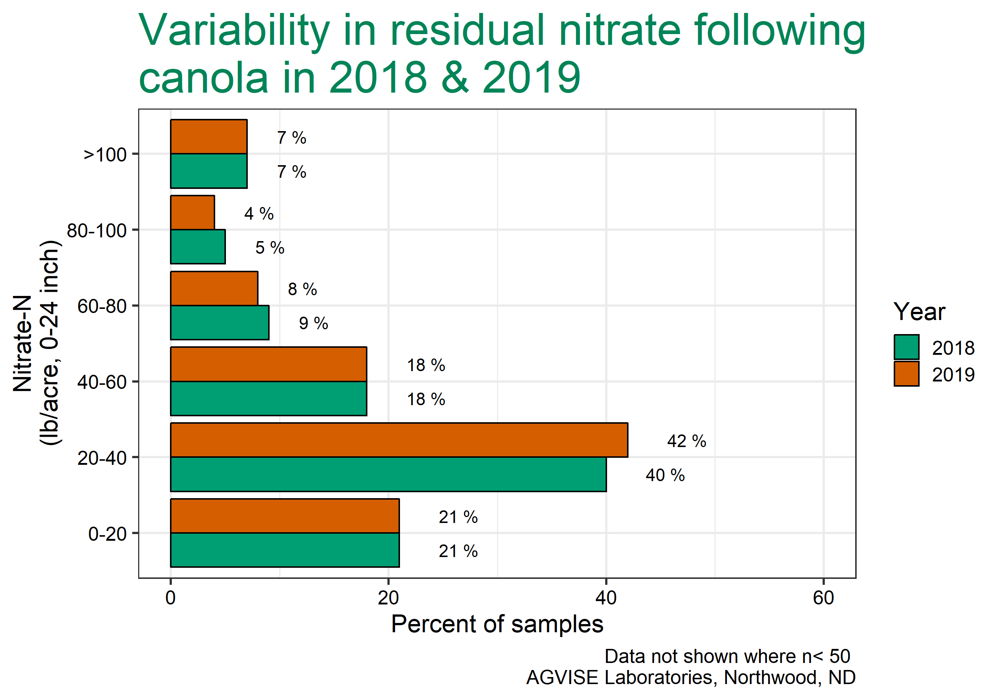 Variability in residual nitrate following
canola in 2018 & 2019
Nitrate-N
(lb/acre, 0-24 inch)
>100
7 %
7 %
80-100
4 %
5 %
60-80
8 %
9 %
40-60
18 %
18 %
20-40
42 %
40 %
0-20
21 %
21 %
0 20 40 60
Percent of samples
Year
2018
2019
Data not shown where n< 50
AGVISE Laboratories, Northwood, ND